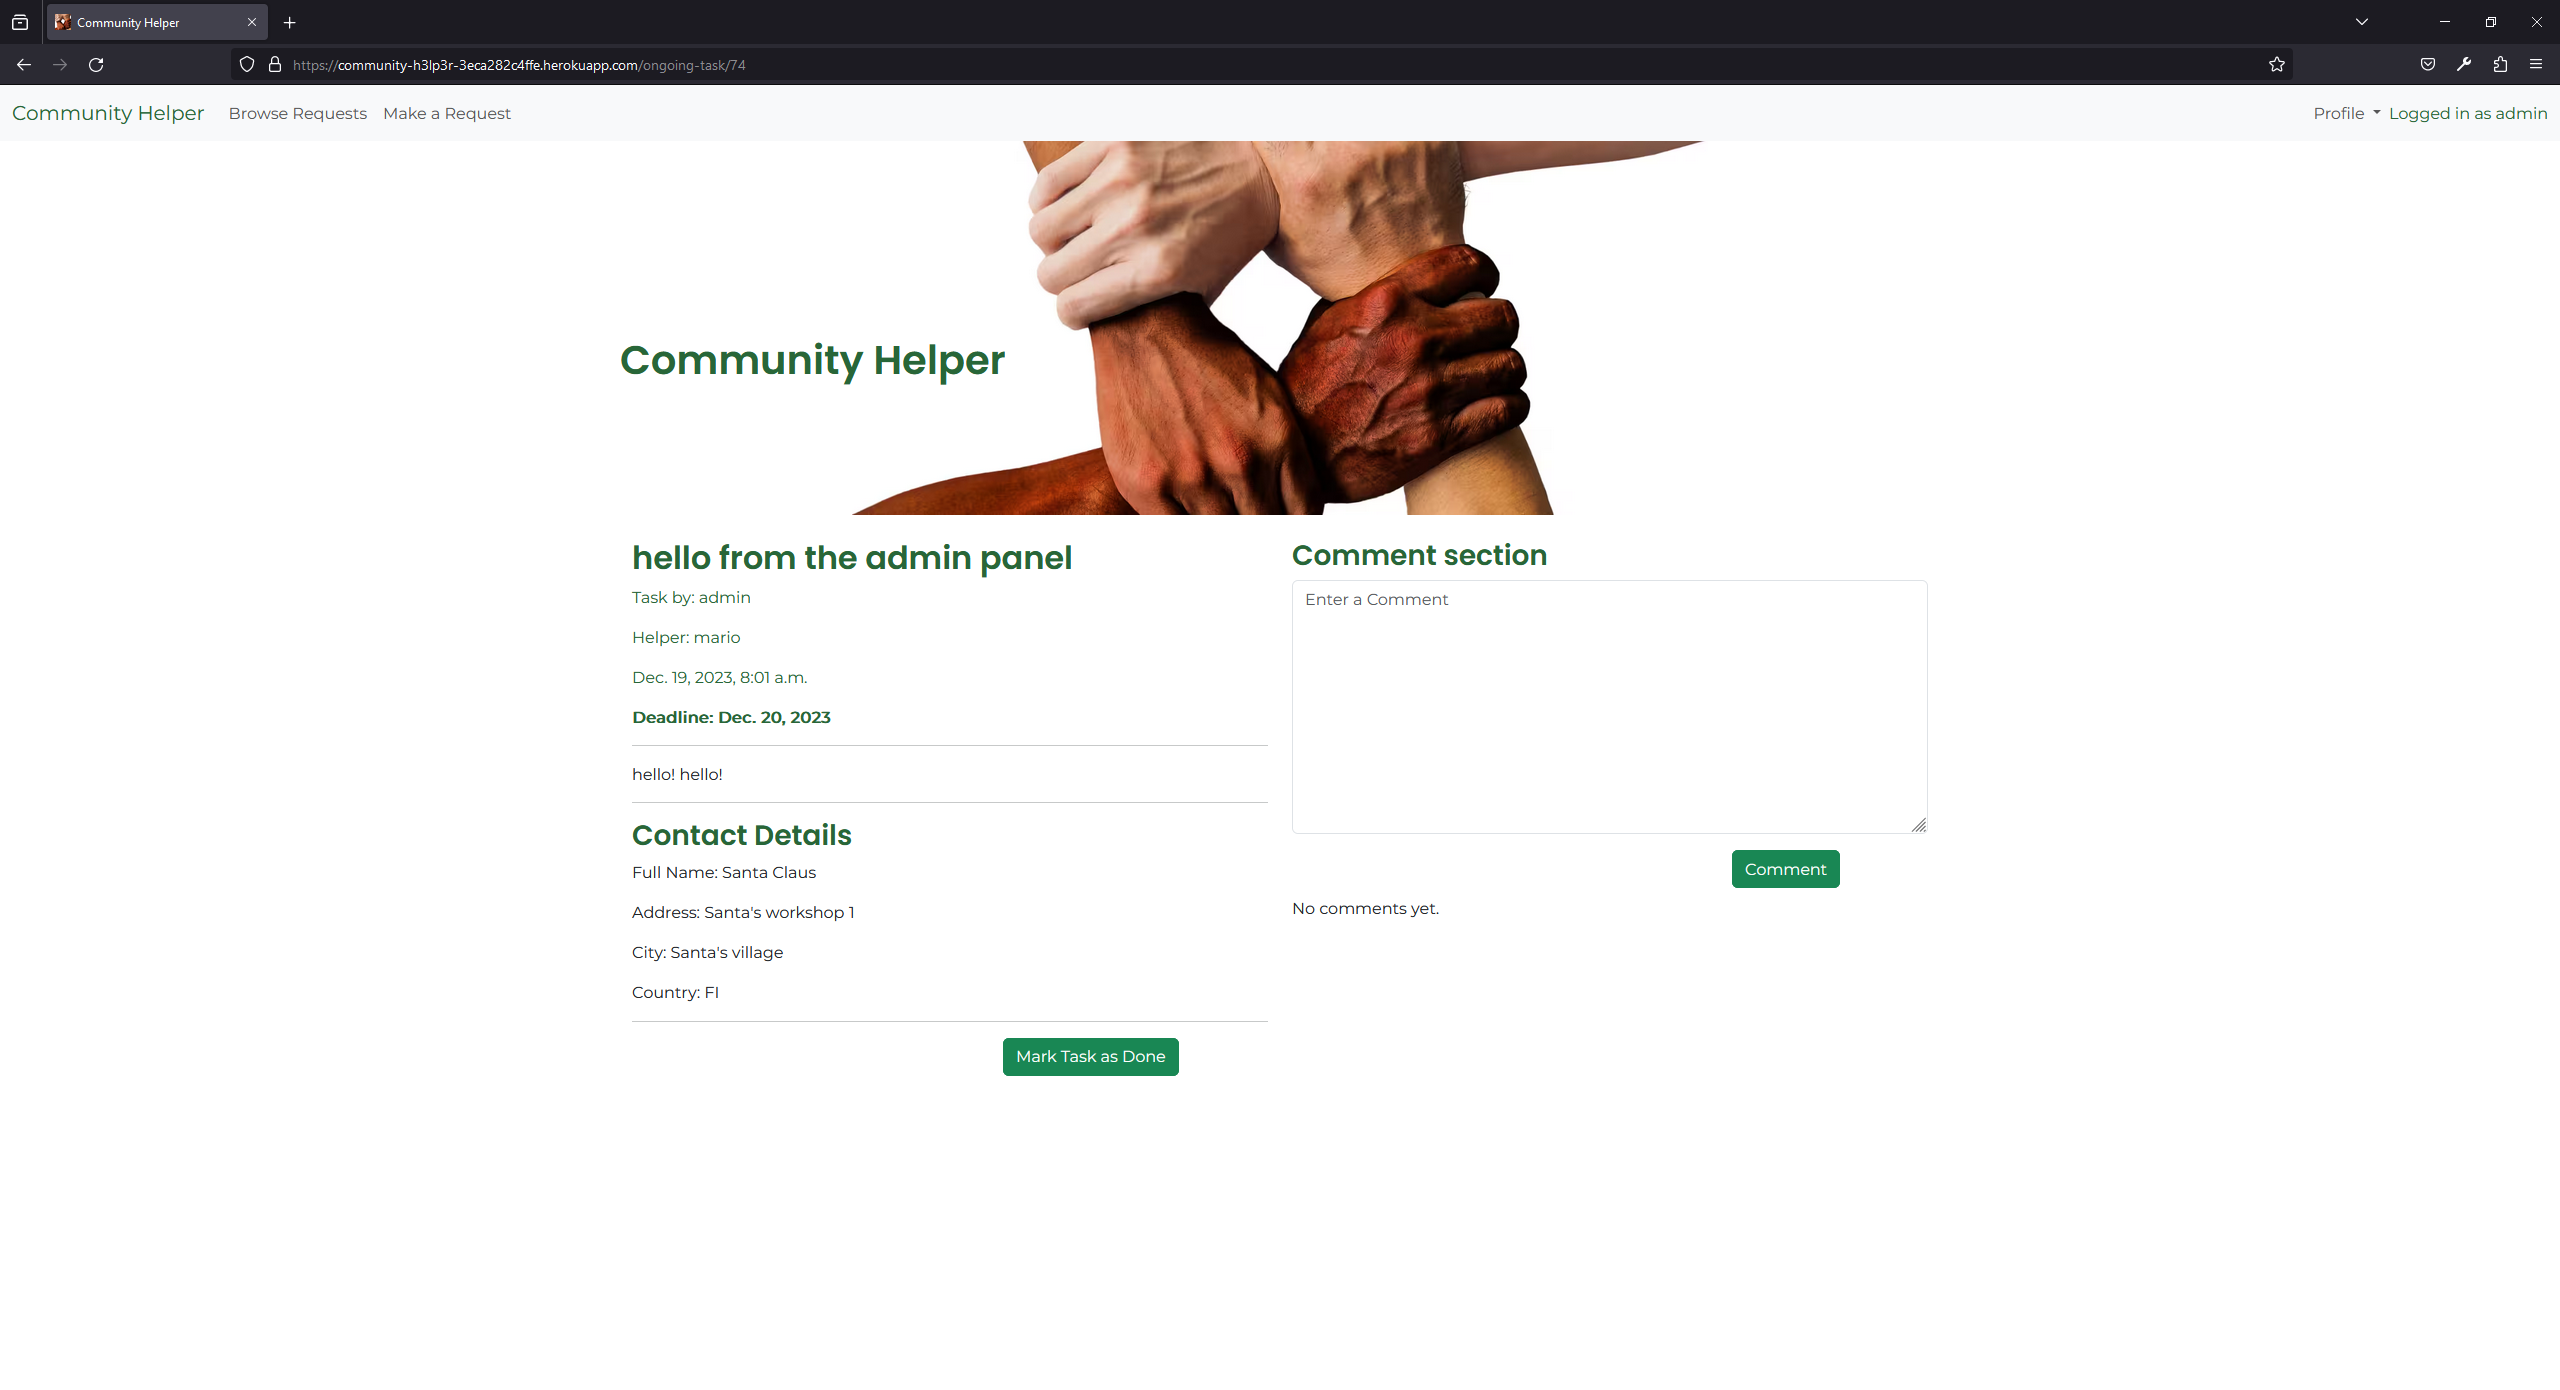 Community Helper
https://community-h3lp3r-3eca282c4ffe.herokuapp.com/ongoing-task/74
Community Helper
Browse Requests
Make a Request
Profile
Logged in as admin
Community Helper
hello from the admin panel
Task by: admin
Helper: mario
Dec. 19, 2023, 8:01 a.m.
Deadline: Dec. 20, 2023
hello! hello!
Contact Details
Full Name: Santa Claus
Address: Santa's workshop 1
City: Santa's village
Country: FI
Mark Task as Done
Comment section
Enter a Comment
Comment
No comments yet.